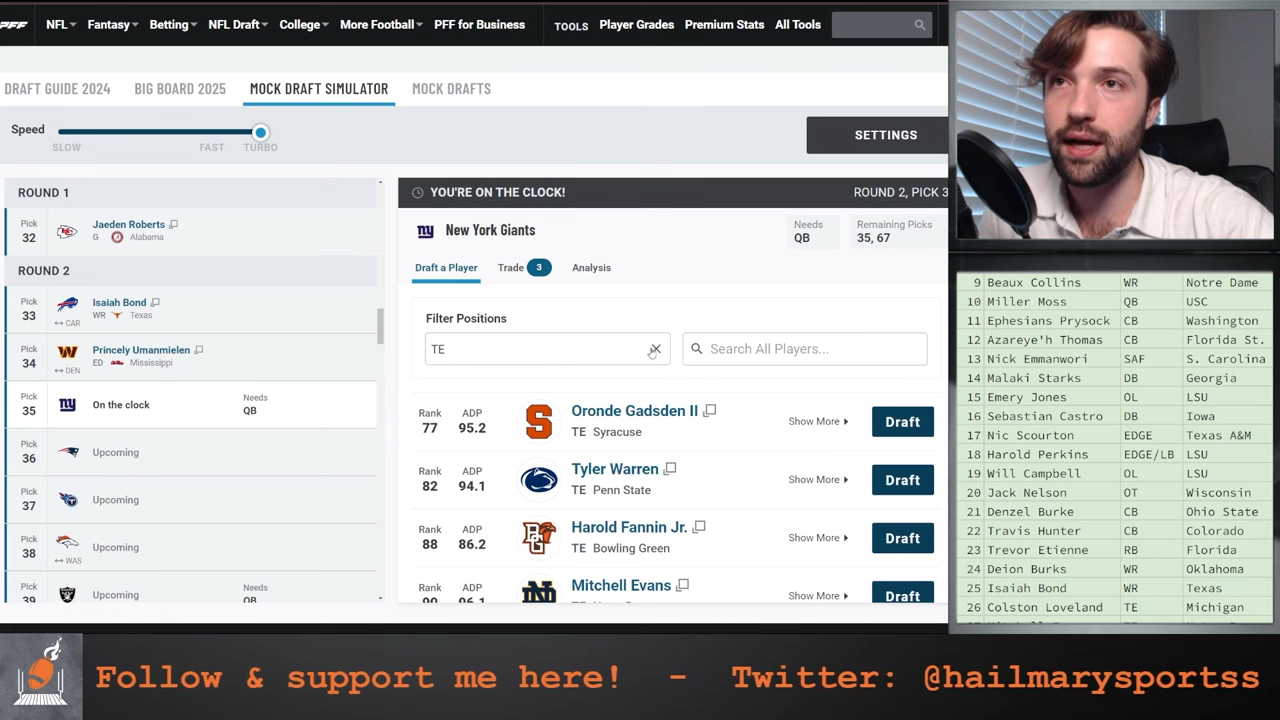 PFF NFL Fantasy Betting NFL Draft College More Football PFF for Business TOOLS Player Grades Premium Stats All Tools
DRAFT GUIDE 2024 BIG BOARD 2025 MOCK DRAFT SIMULATOR MOCK DRAFTS
Speed
SLOW FAST TURBO
SETTINGS
ROUND 1
Pick 32 Jaeden Roberts
G Alabama
ROUND 2
Pick 33 Isaiah Bond
CAR WR Texas
Pick 34 Princely Umanmielen
DEN ED Mississippi
Pick 35 On the clock Needs QB
Pick 36 Upcoming
Pick 37 Upcoming
Pick 38 Upcoming
WAS
Pick 39 Upcoming Needs QB
YOU'RE ON THE CLOCK! ROUND 2, PICK 3
New York Giants
Needs QB
Remaining Picks 35, 67
Draft a Player Trade 3 Analysis
Filter Positions
TE Search All Players...
Rank 77 ADP 95.2 Oronde Gadsden II
TE Syracuse Show More Draft
Rank 82 ADP 94.1 Tyler Warren
TE Penn State Show More Draft
Rank 88 ADP 86.2 Harold Fannin Jr.
TE Bowling Green Show More Draft
Rank 90 ADP 96.1 Mitchell Evans
Show More Draft
9 Beaux Collins WR Notre Dame
10 Miller Moss QB USC
11 Ephesians Prysock CB Washington
12 Azareye'h Thomas CB Florida St.
13 Nick Emmanwori SAF S. Carolina
14 Malaki Starks DB Georgia
15 Emery Jones OL LSU
16 Sebastian Castro DB Iowa
17 Nic Scourton EDGE Texas A&M
18 Harold Perkins EDGE/LB LSU
19 Will Campbell OL LSU
20 Jack Nelson OT Wisconsin
21 Denzel Burke CB Ohio State
22 Travis Hunter CB Colorado
23 Trevor Etienne RB Florida
24 Deion Burks WR Oklahoma
25 Isaiah Bond WR Texas
26 Colston Loveland TE Michigan
Follow & support me here! - Twitter: @hailmarysportss